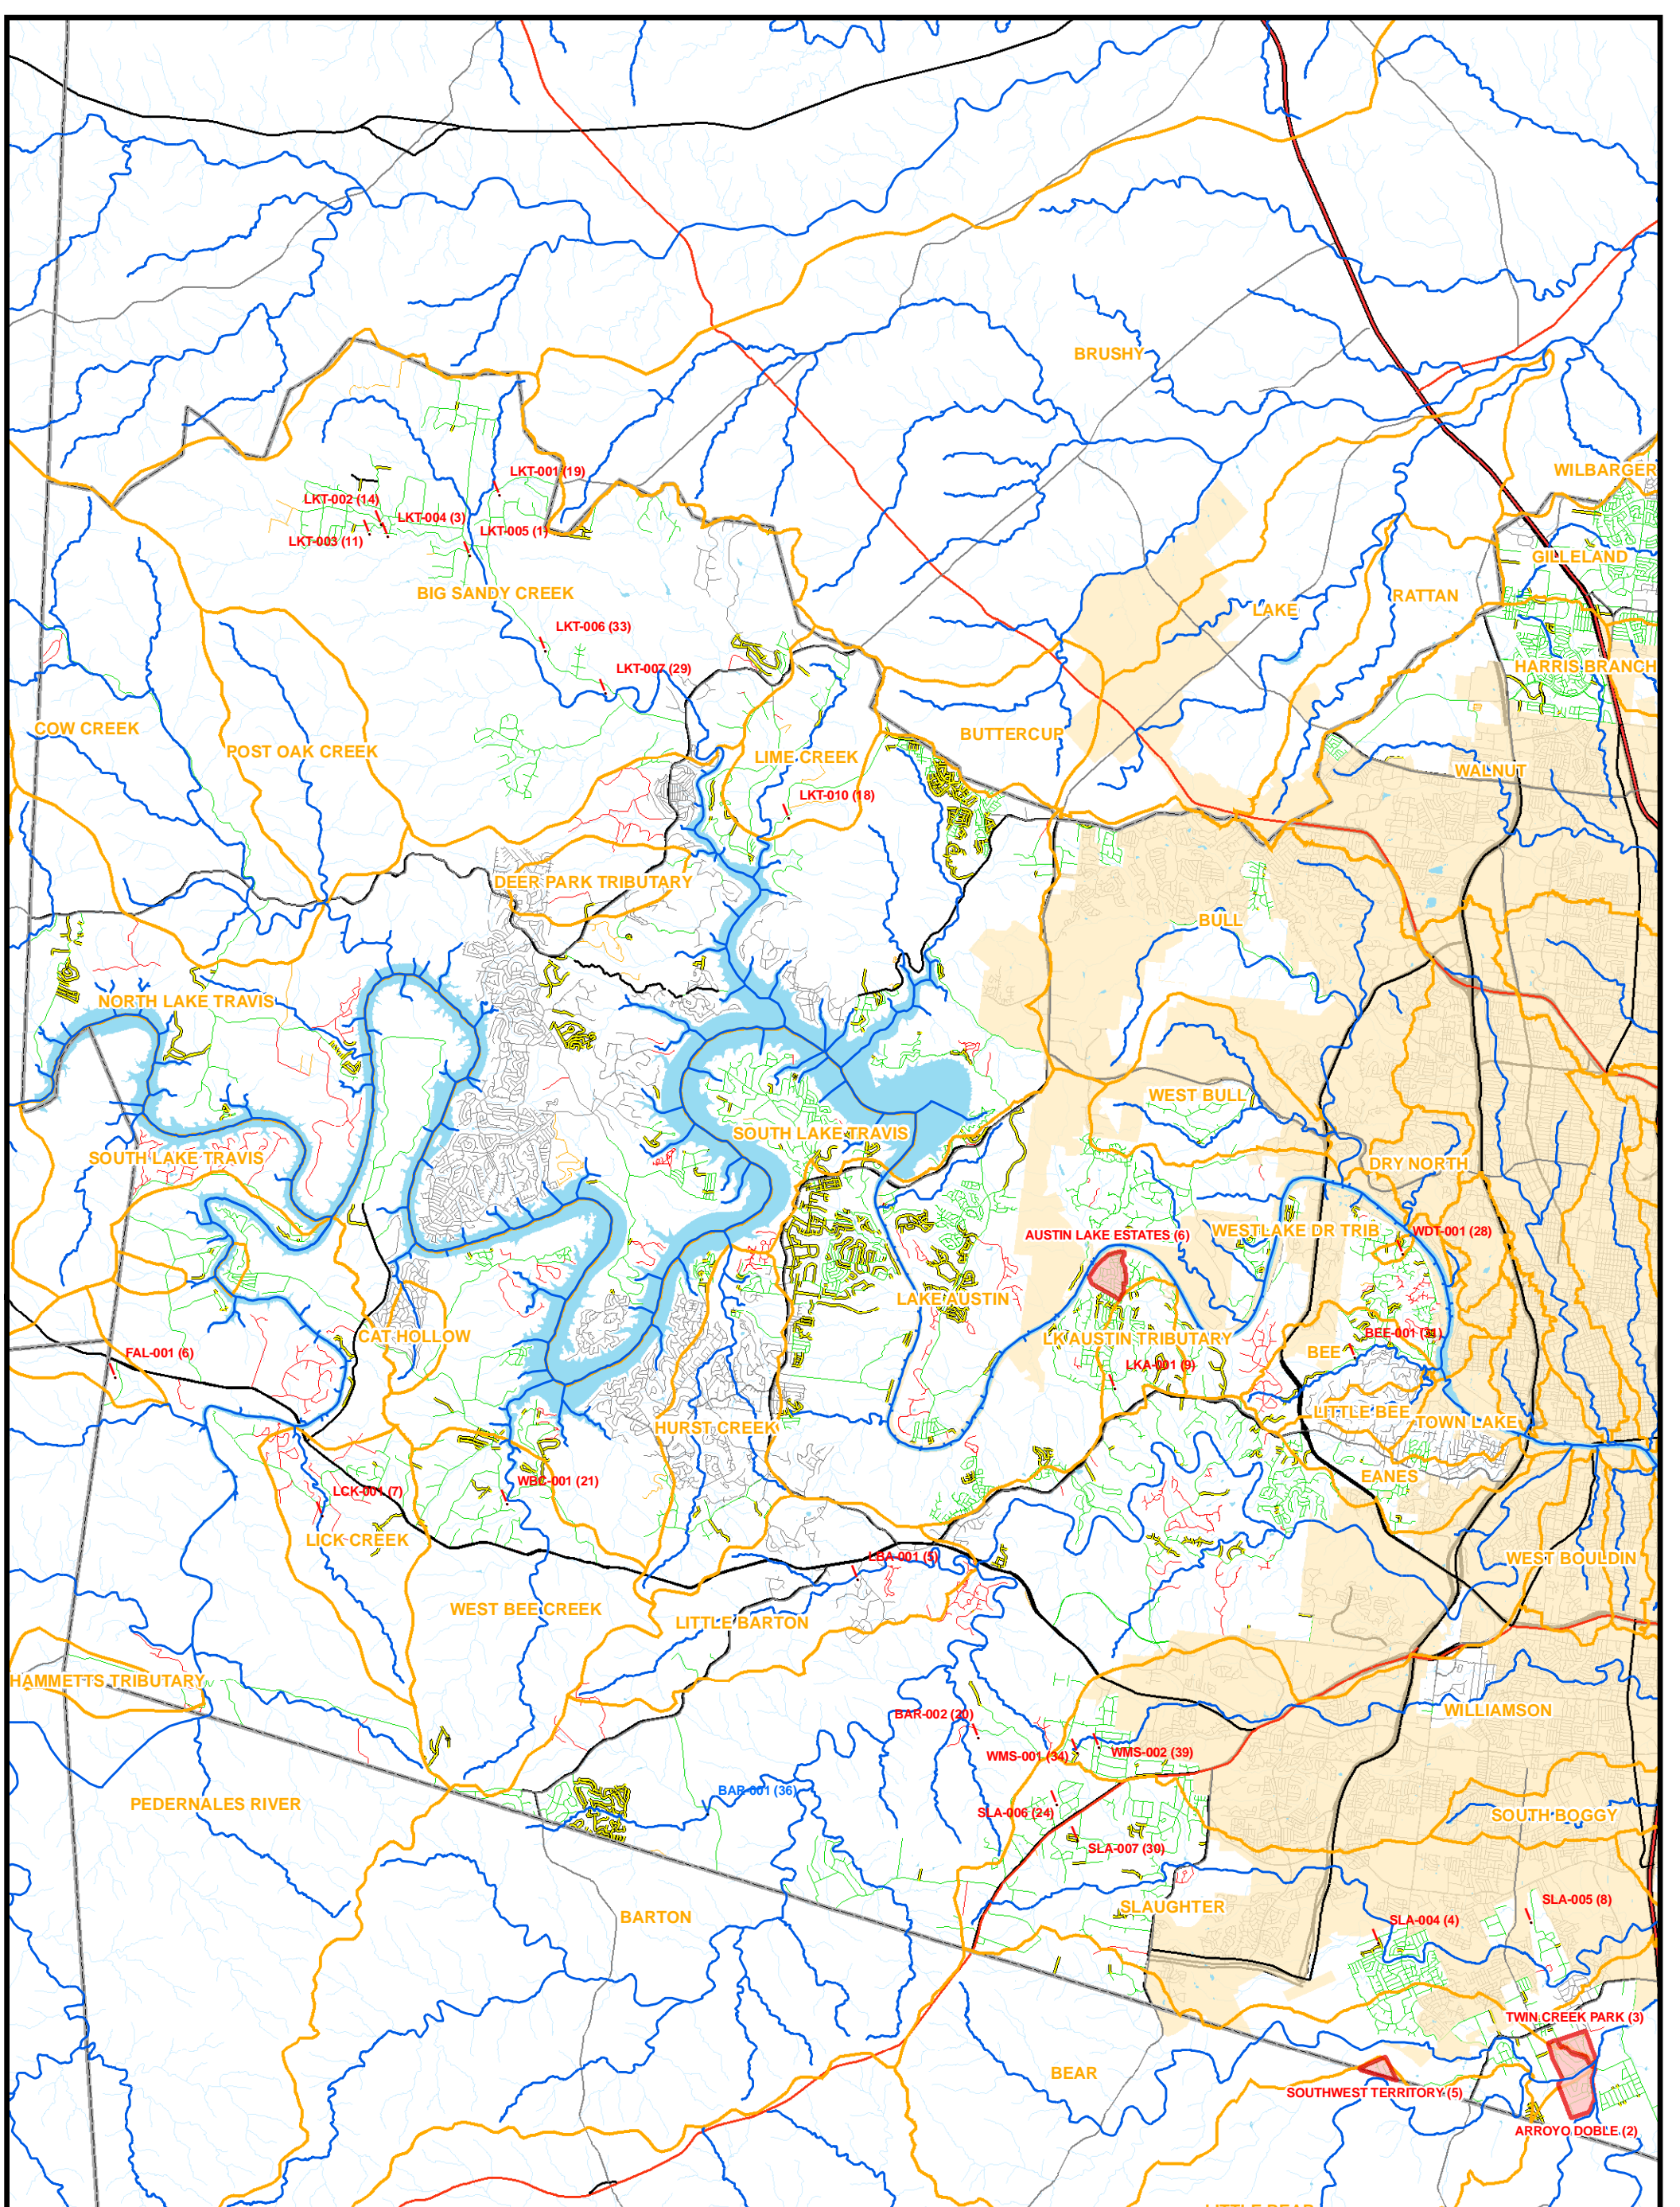 BRUSHY
WILBARGER
LKT-001 (19)
LKT-002 (14)
LKT-004 (3)
LKT-005 (1)
LKT-003 (11)
GILLELAND
BIG SANDY CREEK
RATTAN
LAKE
LKT-006 (33)
HARRIS BRANCH
LKT-007 (29)
COW CREEK
BUTTERCUP
POST OAK CREEK
LIME CREEK
WALNUT
LKT-010 (18)
DEER PARK TRIBUTARY
BULL
NORTH LAKE TRAVIS
WEST BULL
SOUTH LAKE TRAVIS
SOUTH LAKE TRAVIS
DRY NORTH
WESTLAKE DR TRIB
WDT-001 (28)
AUSTIN LAKE ESTATES (6)
LAKE AUSTIN
CAT HOLLOW
LK AUSTIN TRIBUTARY
BEE-001 (31)
BEE
FAL-001 (6)
LKA-001 (9)
LITTLE BEE
TOWN LAKE
HURST CREEK
EANES
WBC-001 (21)
LCK-001 (7)
LICK CREEK
LBA-001 (5)
WEST BOULDIN
WEST BEE CREEK
LITTLE BARTON
HAMMETTS TRIBUTARY
WILLIAMSON
BAR-002 (20)
WMS-001 (34)
WMS-002 (39)
BAR-001 (36)
PEDERNALES RIVER
SLA-006 (24)
SOUTH BOGGY
SLA-007 (30)
SLA-005 (8)
SLAUGHTER
BARTON
SLA-004 (4)
TWIN CREEK PARK (3)
BEAR
SOUTHWEST TERRITORY (5)
ARROYO DOBLE (2)
LITTLE BEAR